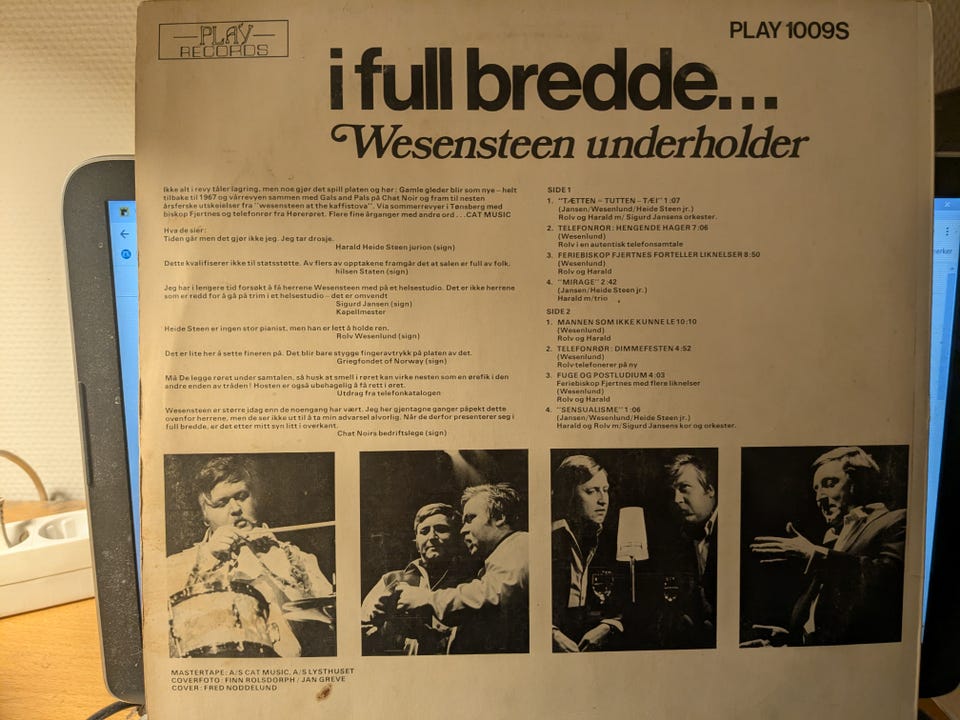 PLAY
RECORDS
PLAY 1009S
i full bredde...
Wesensteen underholder
Ikke alt i revy tåler lagring, men noe gjør det spill platen og hør: Gamle gleder blir som nye – helt
tilbake til 1967 og vårrevyen sammen med Gals and Pals på Chat Noir og fram til nesten
årsferske utskeielser fra "wesensteen at the kaffistova". Via sommerrevyer i Tønsberg med
biskop Fjertnes og telefonrør fra Hørerøret. Flere fine årganger med andre ord...CAT MUSIC
Hva de sier:
Tiden går men det gjør ikke jeg. Jeg tar drosje.
Harald Heide Steen jurion (sign)
Dette kvalifiserer ikke til statsstøtte. Av flers av opptakene framgår det at salen er full av folk.
hilsen Staten (sign)
Jeg har i lengere tid forsøkt å få herrene Wesensteen med på et helsestudio. Det er ikke herrene
som er redd for å gå på trim i et helsestudio – det er omvendt
Sigurd Jansen (sign)
Kapellmester
Heide Steen er ingen stor pianist, men han er lett å holde ren.
Rolv Wesenlund (sign)
Det er lite her å sette fineren på. Det blir bare stygge fingeravtrykk på platen av det.
Griegfondet of Norway (sign)
Må De legge røret under samtalen, så husk at smell i røret kan virke nesten som en ørefik i den
andre enden av tråden! Hosten er også ubehagelig å få rett i øret.
Utdrag fra telefonkatalogen
Wesensteen er større idag enn de noengang har vært. Jeg her gjentagne ganger påpekt dette
ovenfor herrene, men de ser ikke ut til å ta min advarsel alvorlig. Når de derfor presenterer seg i
full bredde, er det etter mitt syn litt i overkant.
Chat Noirs bedriftslege (sign)
SIDE 1
1. "TÆTTEN – TUTTEN – TÆI" 1:07
(Jansen/Wesenlund/Heide Steen jr.)
Rolv og Harald m/Sigurd Jansens orkester.
2. TELEFONRØR: HENGENDE HAGER 7:06
(Wesenlund)
Rolv i en autentisk telefonsamtale
3. FERIEBISKOP FJERTNES FORTELLER LIKNELSER 8:50
(Wesenlund)
Rolv og Harald
4. "MIRAGE" 2:42
(Jansen/Heide Steen jr.)
Harald m/trio
SIDE 2
1. MANNEN SOM IKKE KUNNE LE 10:10
(Wesenlund)
Rolv og Harald
2. TELEFONRØR: DIMMEFESTEN 4:52
(Wesenlund)
Rolv telefonerer på ny
3. FUGE OG POSTLUDIUM 4:03
Feriebiskop Fjertnes med flere liknelser
(Wesenlund)
Rolv og Harald
4. "SENSUALISME" 1:06
(Jansen/Wesenlund/Heide Steen jr.)
Harald og Rolv m/Sigurd Jansens kor og orkester.
MASTERTAPE: A/S CAT MUSIC, A/S LYSTHUSET
COVERFOTO: FINN ROLSDORPH / JAN GREVE
COVER: FRED NODDELUND